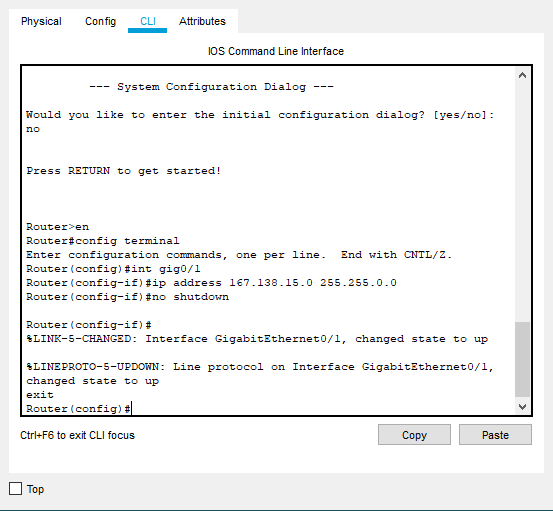 Physical Config CLI Attributes
IOS Command Line Interface
--- System Configuration Dialog ---
Would you like to enter the initial configuration dialog? [yes/no]:
no
Press RETURN to get started!
Router>en
Router#config terminal
Enter configuration commands, one per line.  End with CNTL/Z.
Router(config)#int gig0/1
Router(config-if)#ip address 167.138.15.0 255.255.0.0
Router(config-if)#no shutdown
Router(config-if)#
%LINK-5-CHANGED: Interface GigabitEthernet0/1, changed state to up
%LINEPROTO-5-UPDOWN: Line protocol on Interface GigabitEthernet0/1,
changed state to up
exit
Router(config)#
Ctrl+F6 to exit CLI focus Copy Paste
Top